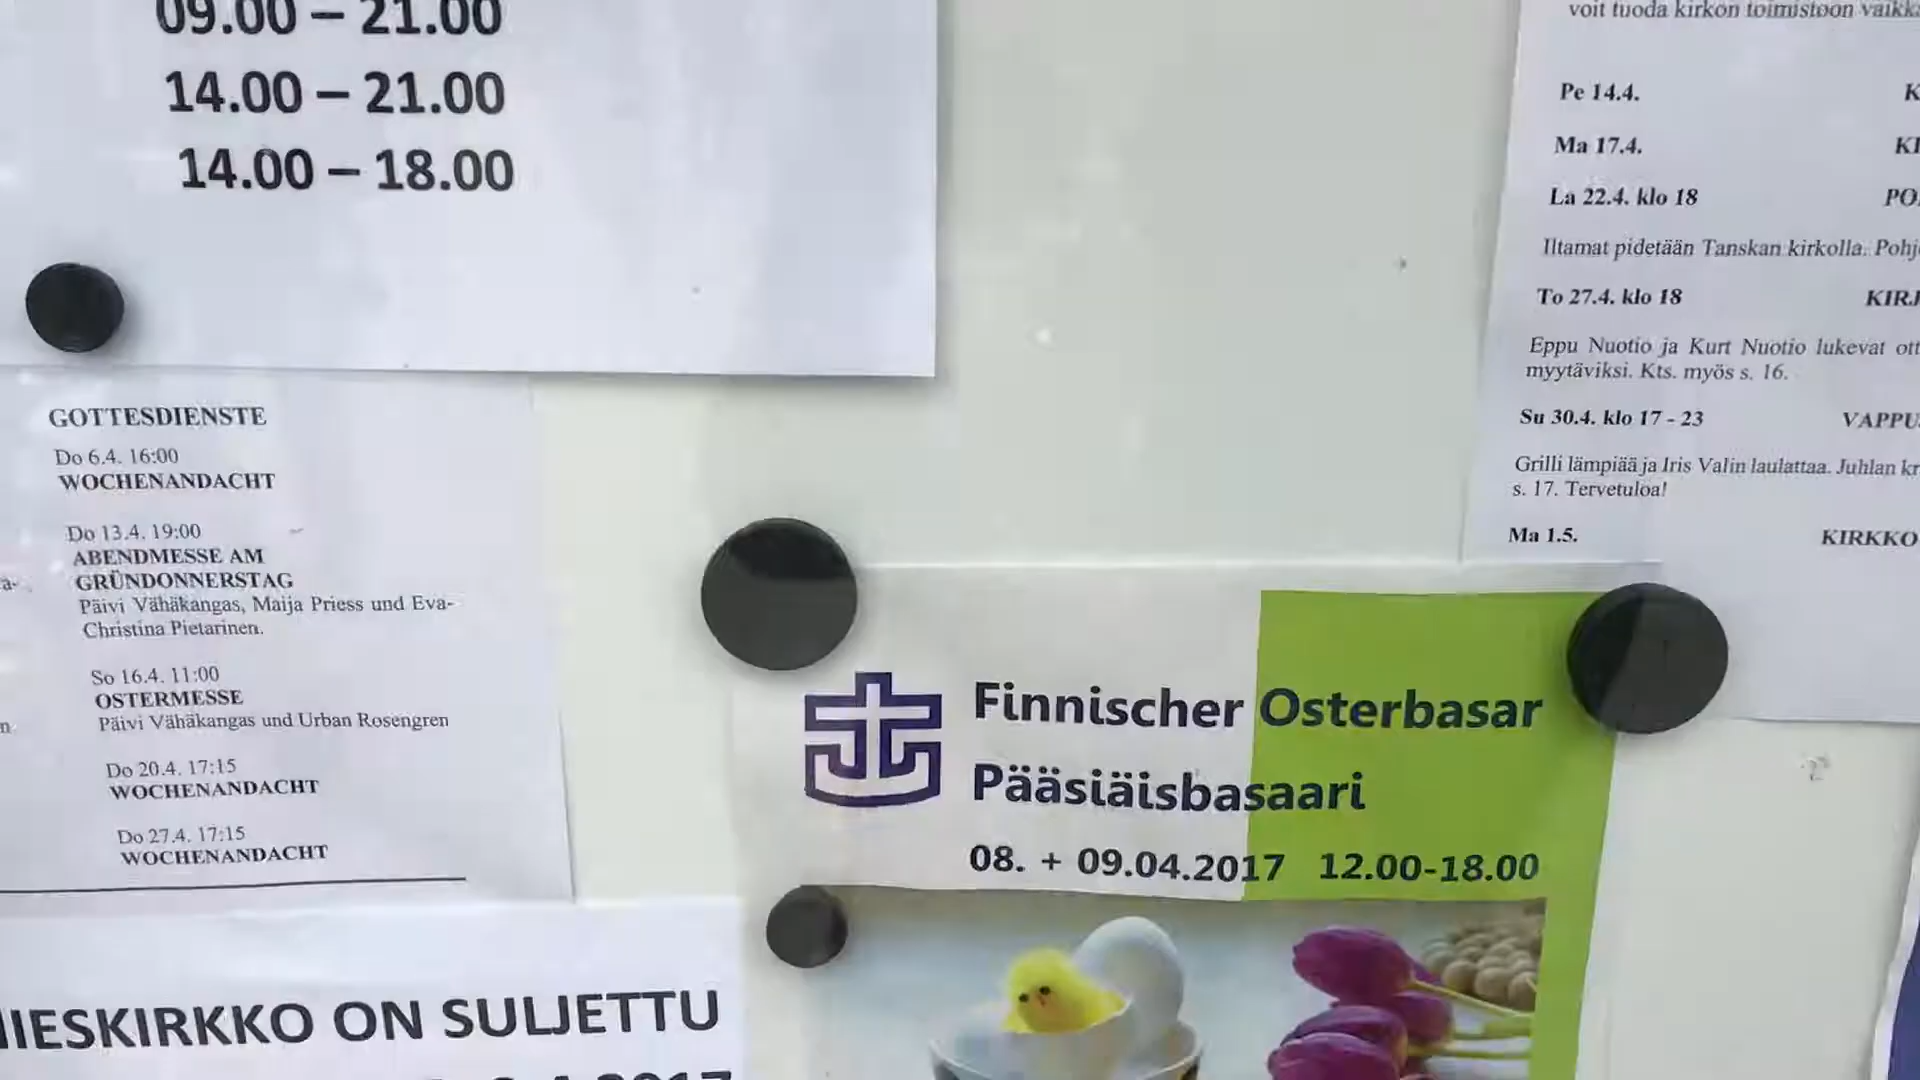 09.00 – 21.00
14.00 – 21.00
14.00 – 18.00
GOTTESDIENSTE
Do 6.4. 16:00
WOCHENANDACHT
Do 13.4. 19:00
ABENDMESSE AM
GRÜNDONNERSTAG
Päivi Vähäkangas, Maija Priess und Eva-
Christina Pietarinen.
So 16.4. 11:00
OSTERMESSE
Päivi Vähäkangas und Urban Rosengren
Do 20.4. 17:15
WOCHENANDACHT
Do 27.4. 17:15
WOCHENANDACHT
ON SULJETTU
Finnischer Osterbasar
Pääsiäisbasaari
08. + 09.04.2017 12.00-18.00
voit tuoda kirkon toimistoon
Pe 14.4.
Ma 17.4.
La 22.4. klo 18
Iltamat pidetään Tanskan kirkolla.
To 27.4. klo 18
Eppu Nuotio ja Kurt Nuotio lukevat
myytäviksi. Kts. myös s. 16.
Su 30.4. klo 17 - 23
Grilli lämpiää ja Iris Valin laulattaa. Juhlan
s. 17. Tervetuloa!
Ma 1.5.